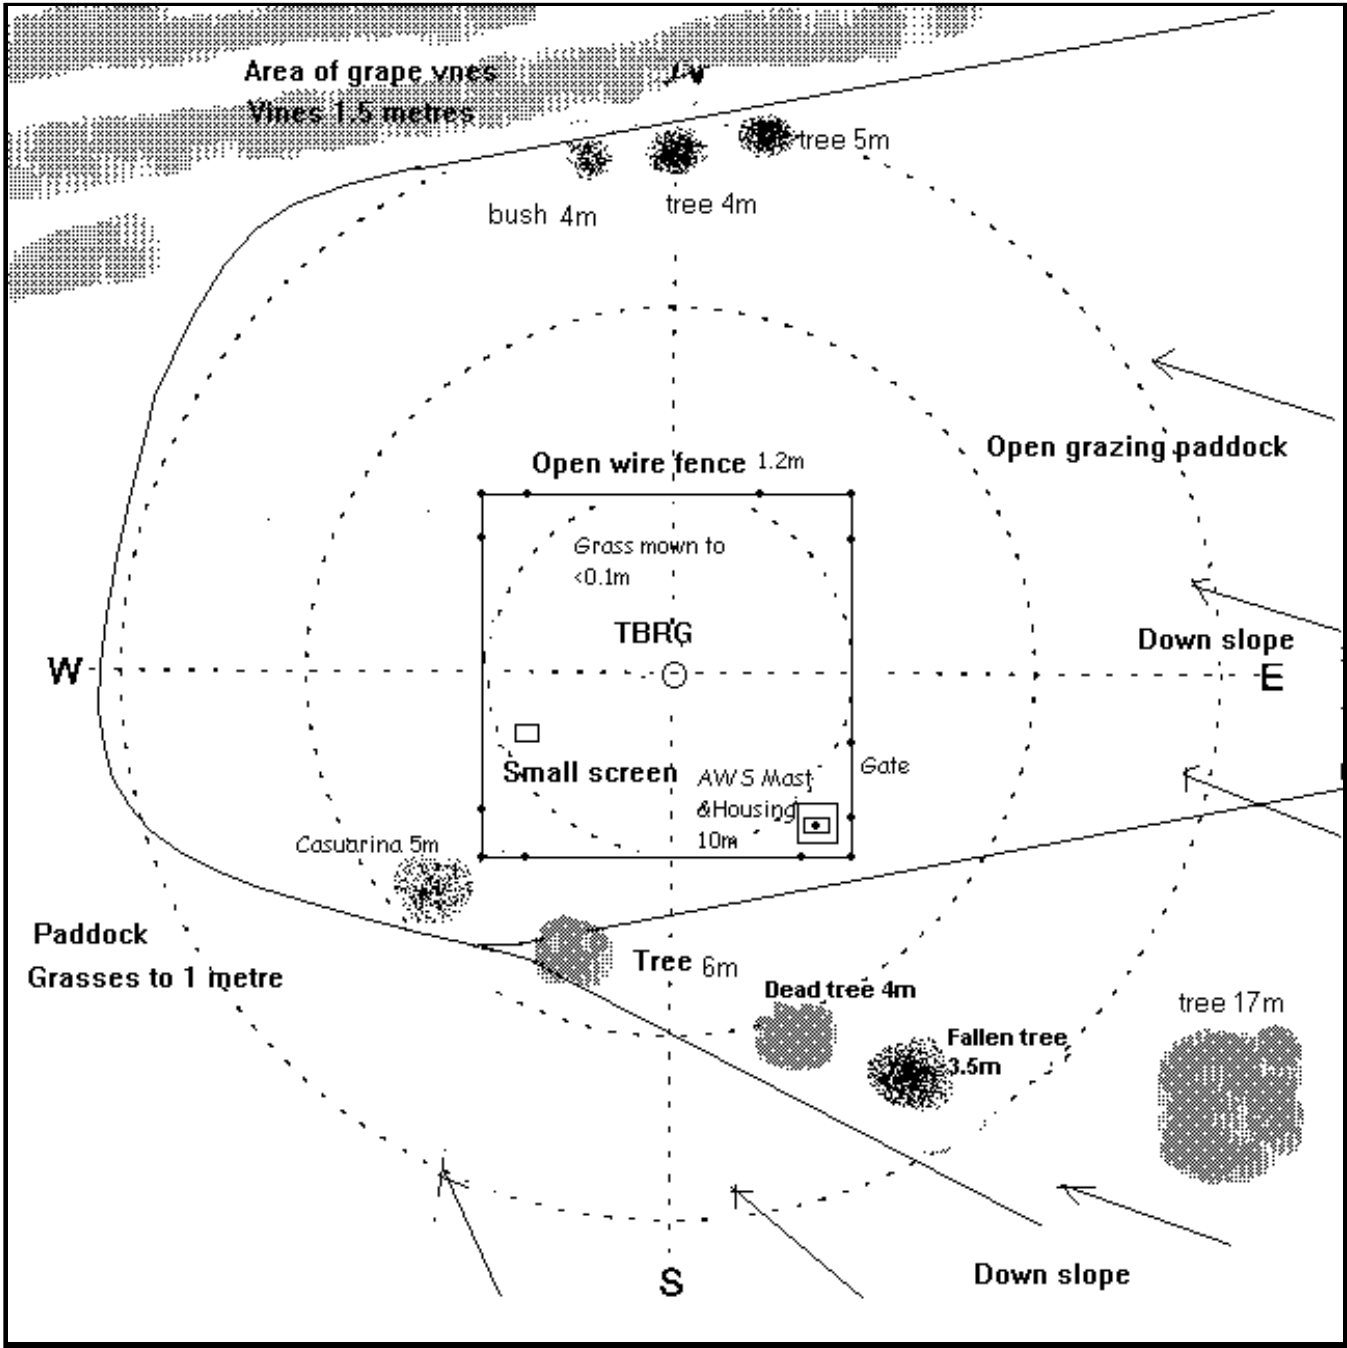 Area of grape vnes
Vines 1.5 metres
N
tree 5m
bush 4m
tree 4m
Open grazing paddock
Open wire fence 1.2m
Grass mown to
<0.1m
TBRG
Down slope
W
E
Small screen
AWS Mast
&Housing
10m
Gate
Casuarina 5m
Paddock
Grasses to 1 metre
Tree 6m
Dead tree 4m
tree 17m
Fallen tree
3.5m
Down slope
S